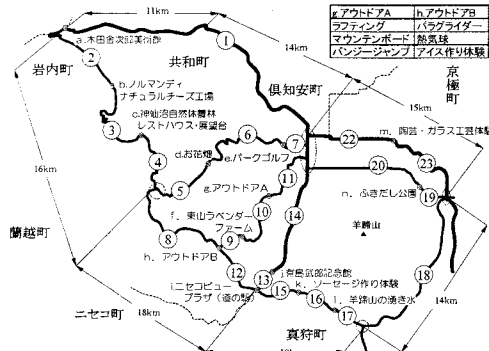 g アウトドアA
h.アウトドアB
ラフティング
パラグライダー
マウンテンボード
熱気球
バンジージャンプ
アイス作り体験
11km
14km
15km
16km
18km
14km
a.木田金次郎美術館
岩内町
共和町
倶知安町
京極町
蘭越町
ニセコ町
真狩町
b.ノルマンディ
ナチュラルチーズ工場
c.神仙沼自然休養林
レストハウス・展望台
d.お花畑
e.パークゴルフ
f. 東山ラベンダー
ファーム
g.アウトドアA
h. アウトドアB
i.ニセコビュー
プラザ (道の駅)
j.有島武郎記念館
k. ソーセージ作り体験
l. 羊蹄山の湧き水
m. 陶芸・ガラス工芸体験
n. ふきだし公園
羊蹄山
1
2
3
4
5
6
7
8
9
10
11
12
13
14
15
16
17
18
19
20
22
23